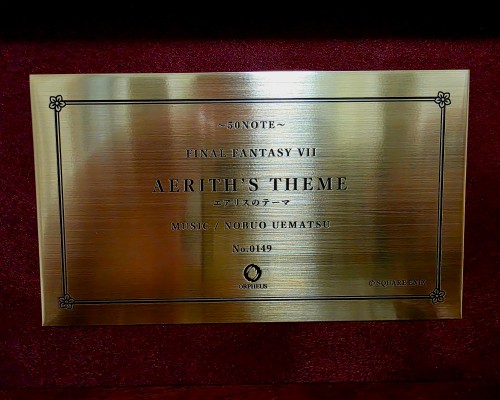 ~50NOTE~
FINAL FANTASY VII
AERITH'S THEME
エアリスのテーマ
MUSIC / NOBUO UEMATSU
No.0149
ORPHEUS
© SQUARE ENIX